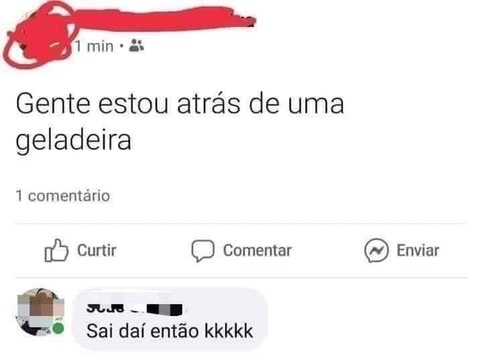 1 min
Gente estou atrás de uma
geladeira
1 comentário
Curtir Comentar Enviar
Sai daí então kkkkk